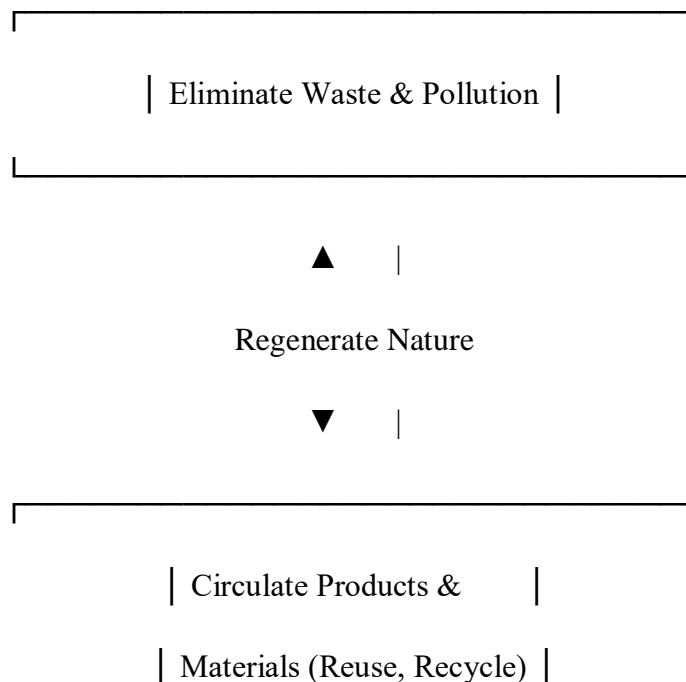 | Eliminate Waste & Pollution |
▲ |
Regenerate Nature
▼ |
| Circulate Products & |
| Materials (Reuse, Recycle) |